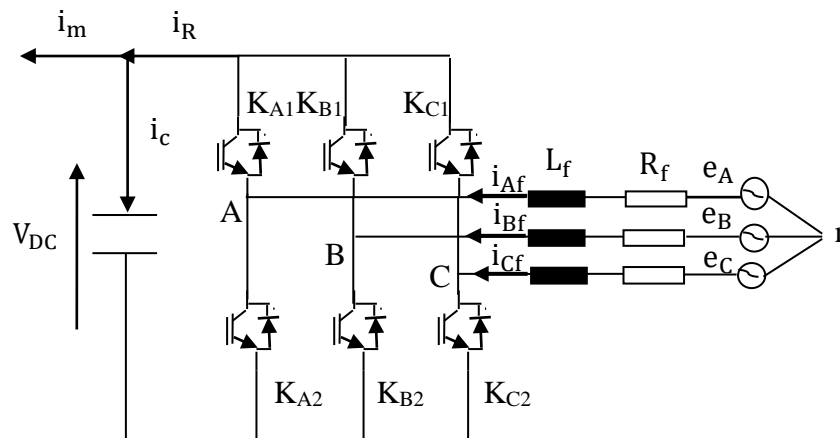 i_m i_R
K_A1 K_B1 K_C1
i_c
L_f R_f e_A
i_Af
A
e_B
i_Bf
V_DC
B
e_C
i_Cf
C
K_A2 K_B2 K_C2